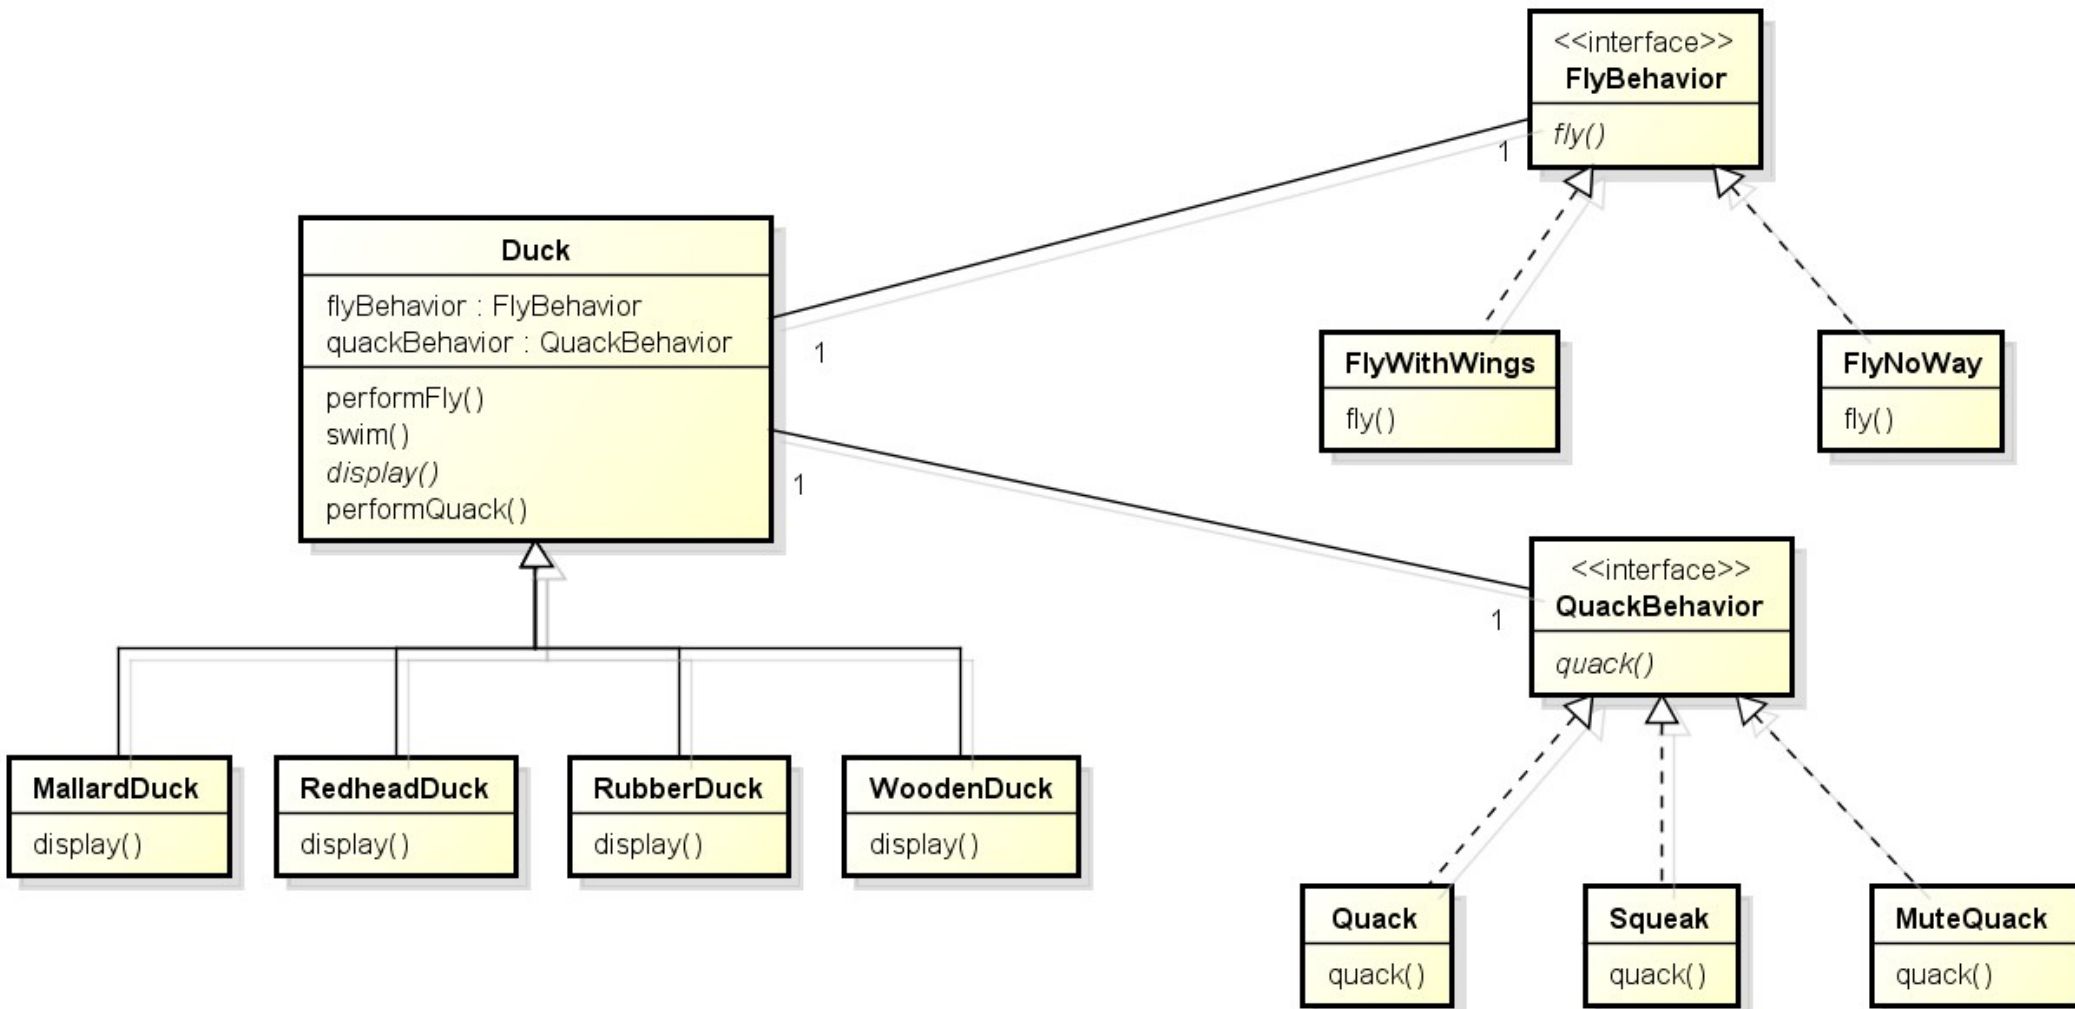 <<interface>>
FlyBehavior
fly()
1
Duck
flyBehavior : FlyBehavior
quackBehavior : QuackBehavior
performFly()
swim()
display()
performQuack()
1
1
FlyWithWings
fly()
FlyNoWay
fly()
<<interface>>
QuackBehavior
quack()
1
MallardDuck
display()
RedheadDuck
display()
RubberDuck
display()
WoodenDuck
display()
Quack
quack()
Squeak
quack()
MuteQuack
quack()